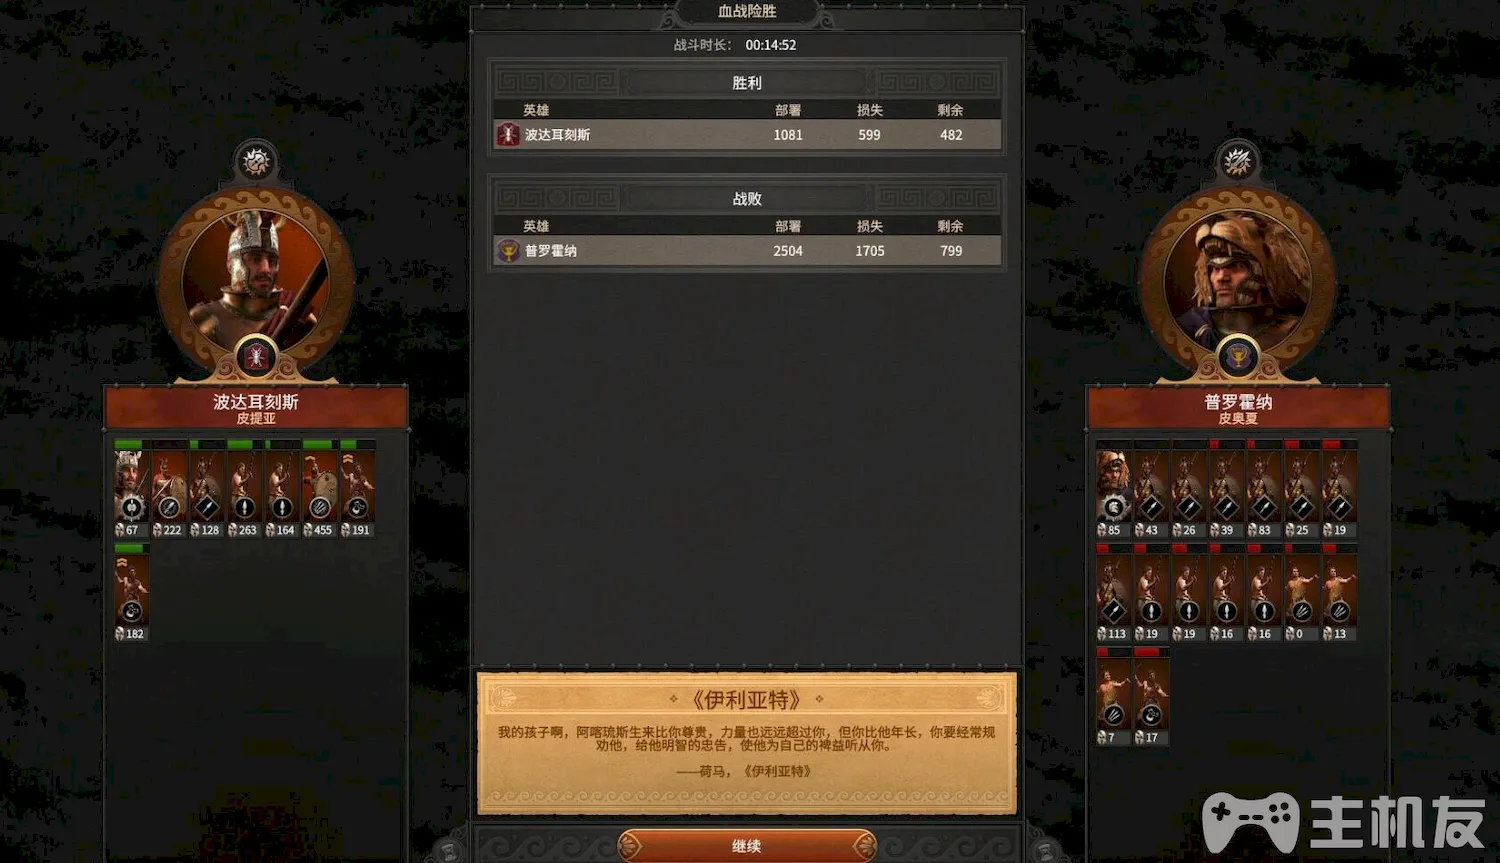 血战险胜
战斗时长： 00:14:52
胜利
英雄 部署 损失 剩余
波达耳刻斯 1081 599 482
战败
英雄 部署 损失 剩余
普罗霍纳 2504 1705 799
波达耳刻斯
皮提亚
67 222 128 263 164 455 191
182
普罗霍纳
皮奥夏
85 43 26 39 83 25 19
113 19 19 16 16 0 13
7 17
《伊利亚特》
我的孩子啊，阿喀琉斯生来比你尊贵，力量也远远超过你，但你比他年长，你要经常规
劝他，给他明智的忠告，使他为自己的裨益听从你。
——荷马，《伊利亚特》
继续
主机友